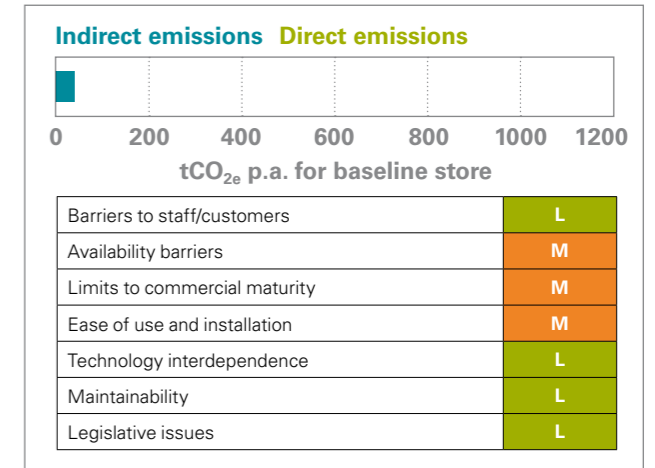 Indirect emissions Direct emissions
0 200 400 600 800 1000 1200
tCO2e p.a. for baseline store
Barriers to staff/customers L
Availability barriers M
Limits to commercial maturity M
Ease of use and installation M
Technology interdependence L
Maintainability L
Legislative issues L